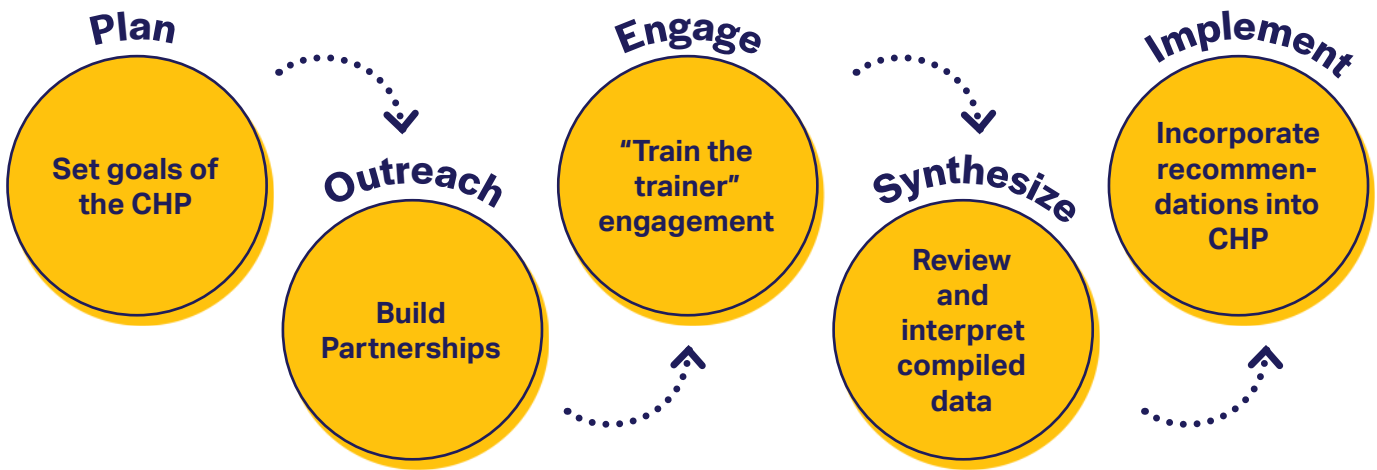 Plan
Set goals of
the CHP
Outreach
Build
Partnerships
Engage
“Train the
trainer”
engagement
Synthesize
Review
and
interpret
compiled
data
Implement
Incorporate
recommen-
dations into
CHP